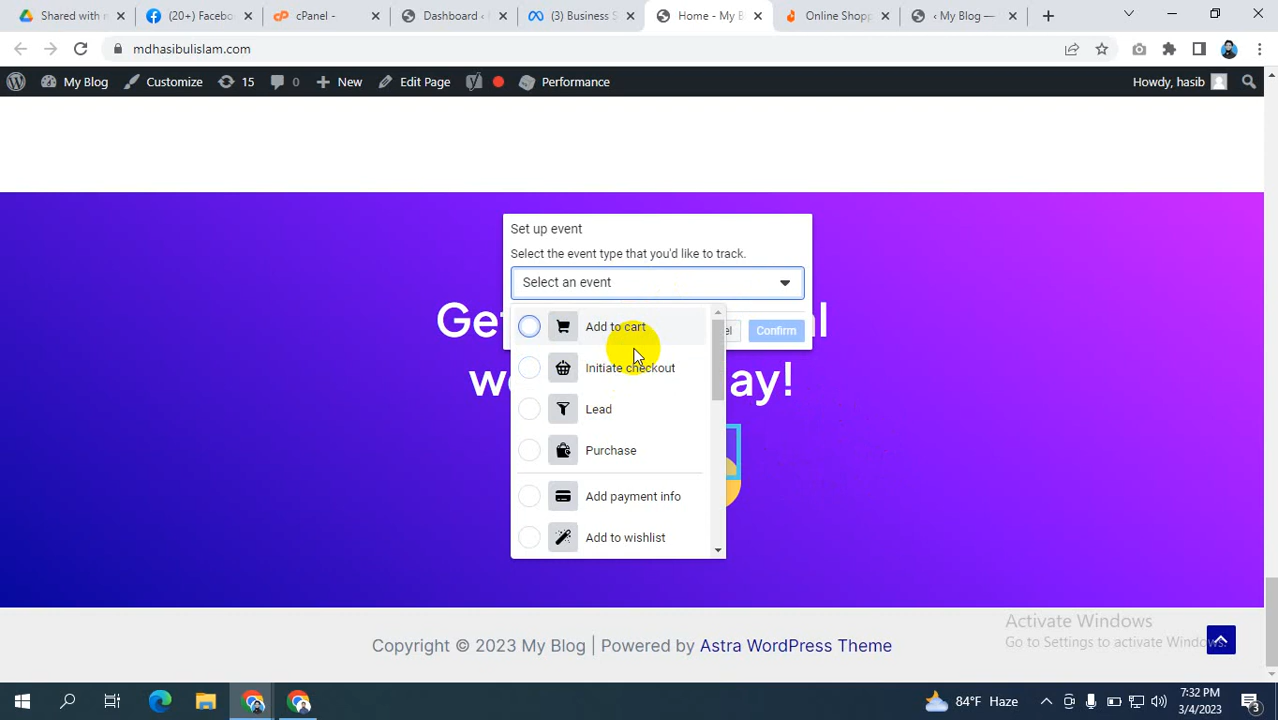 Shared with m
(20+) Faceboo
cPanel -
Dashboard ‹
(3) Business S
Home - My B
Online Shopp
‹ My Blog —
mdhasibulislam.com
My Blog
Customize
15
0
New
Edit Page
Performance
Howdy, hasib
Set up event
Select the event type that you'd like to track.
Select an event
Add to cart
Confirm
Initiate checkout
Lead
Purchase
Add payment info
Add to wishlist
ay!
Activate Windows
Go to Settings to activate Windows.
Copyright © 2023 My Blog | Powered by Astra WordPress Theme
84°F Haze
7:32 PM
3/4/2023
3